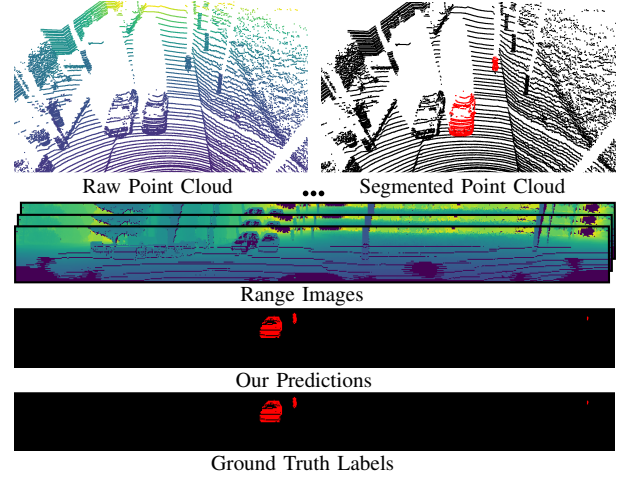 Raw Point Cloud ... Segmented Point Cloud
Range Images
Our Predictions
Ground Truth Labels